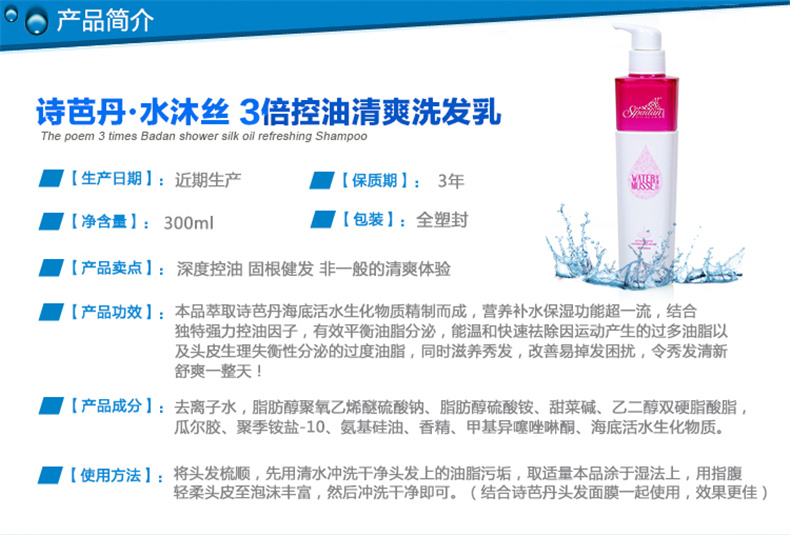 产品简介
诗芭丹·水沐丝 3倍控油清爽洗发乳
The poem 3 times Badan shower silk oil refreshing Shampoo
【生产日期】：近期生产
【保质期】：3年
【净含量】：300ml
【包装】：全塑封
【产品卖点】：深度控油 固根健发 非一般的清爽体验
【产品功效】：本品萃取诗芭丹海底活水生化物质精制而成，营养补水保湿功能超一流，结合
独特强力控油因子，有效平衡油脂分泌，能温和快速祛除因运动产生的过多油脂以
及头皮生理失衡性分泌的过度油脂，同时滋养秀发，改善易掉发困扰，令秀发清新
舒爽一整天！
【产品成分】：去离子水，脂肪醇聚氧乙烯醚硫酸钠、脂肪醇硫酸铵、甜菜碱、乙二醇双硬脂酸脂，
瓜尔胶、聚季铵盐-10、氨基硅油、香精、甲基异噻唑啉酮、海底活水生化物质。
【使用方法】：将头发梳顺，先用清水冲洗干净头发上的油脂污垢，取适量本品涂于湿法上，用指腹
轻柔头皮至泡沫丰富，然后冲洗干净即可。（结合诗芭丹头发面膜一起使用，效果更佳）
Spadan
WATER
MOSSE